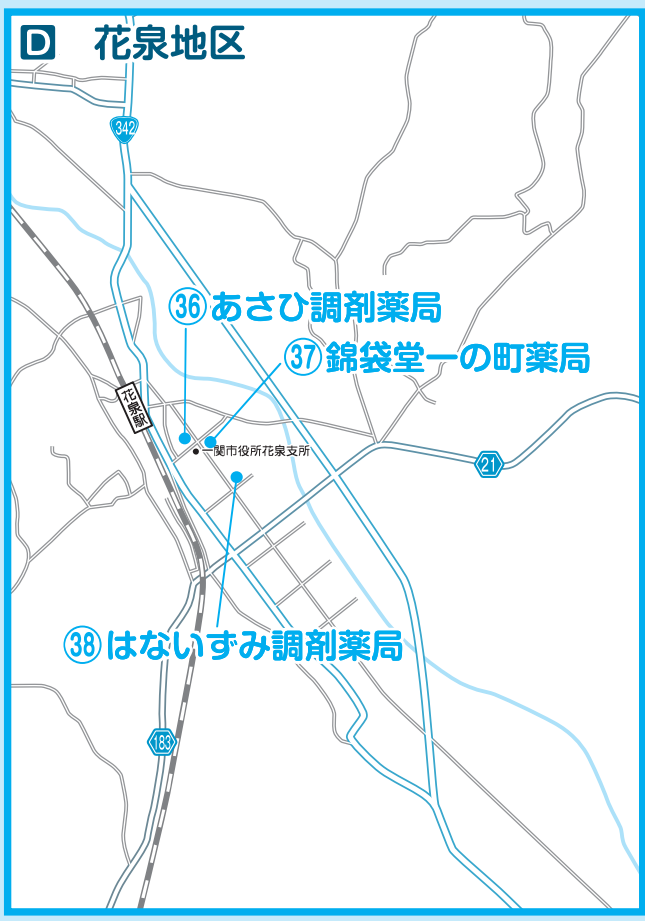 D 花泉地区
342
㊱あさひ調剤薬局
㊲錦袋堂一の町薬局
花泉駅
一関市役所花泉支所
21
㊳はないずみ調剤薬局
183